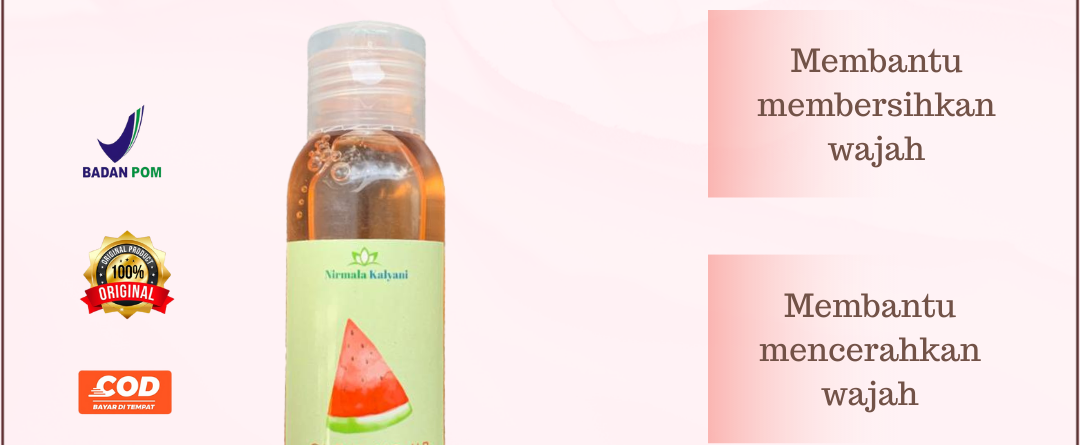 BADAN POM
ORIGINAL PRODUCT
100%
ORIGINAL
COD
BAYAR DI TEMPAT
Nirmala Kalyani
Membantu
membersihkan
wajah
Membantu
mencerahkan
wajah